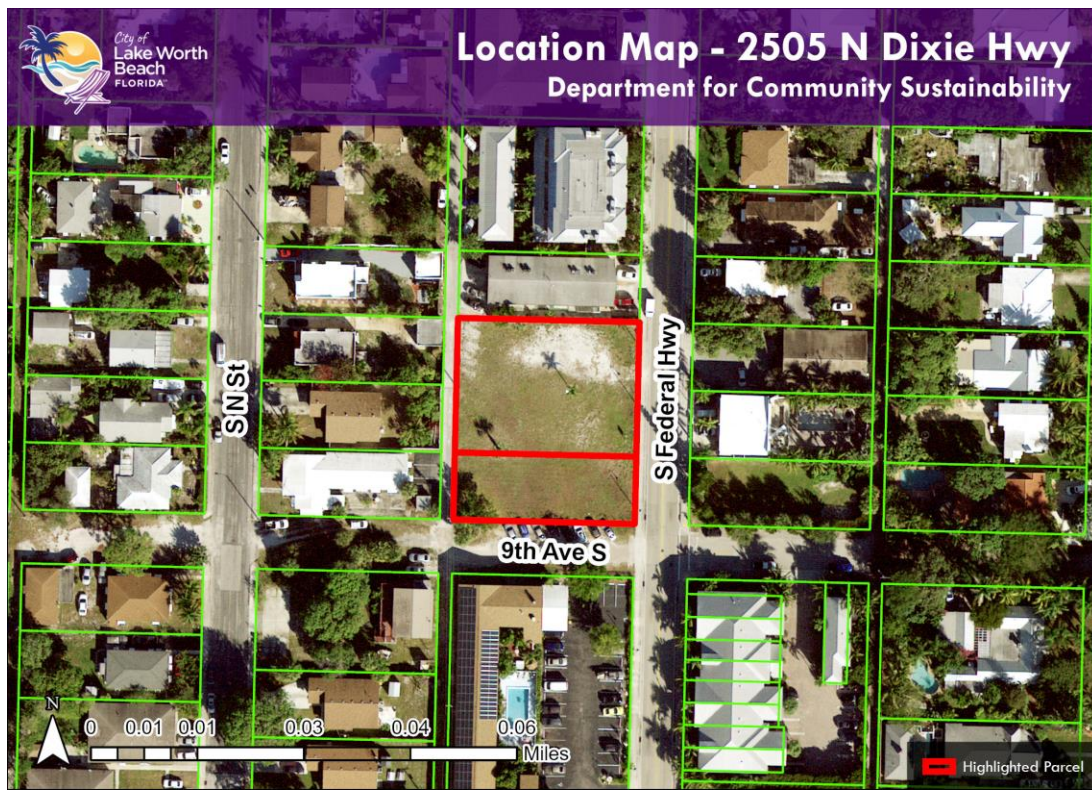 City of
Lake Worth
Beach
FLORIDA
Location Map - 2505 N Dixie Hwy
Department for Community Sustainability
S N St
S Federal Hwy
9th Ave S
N
0 0.01 0.01 0.03 0.04 0.06
Miles
Highlighted Parcel